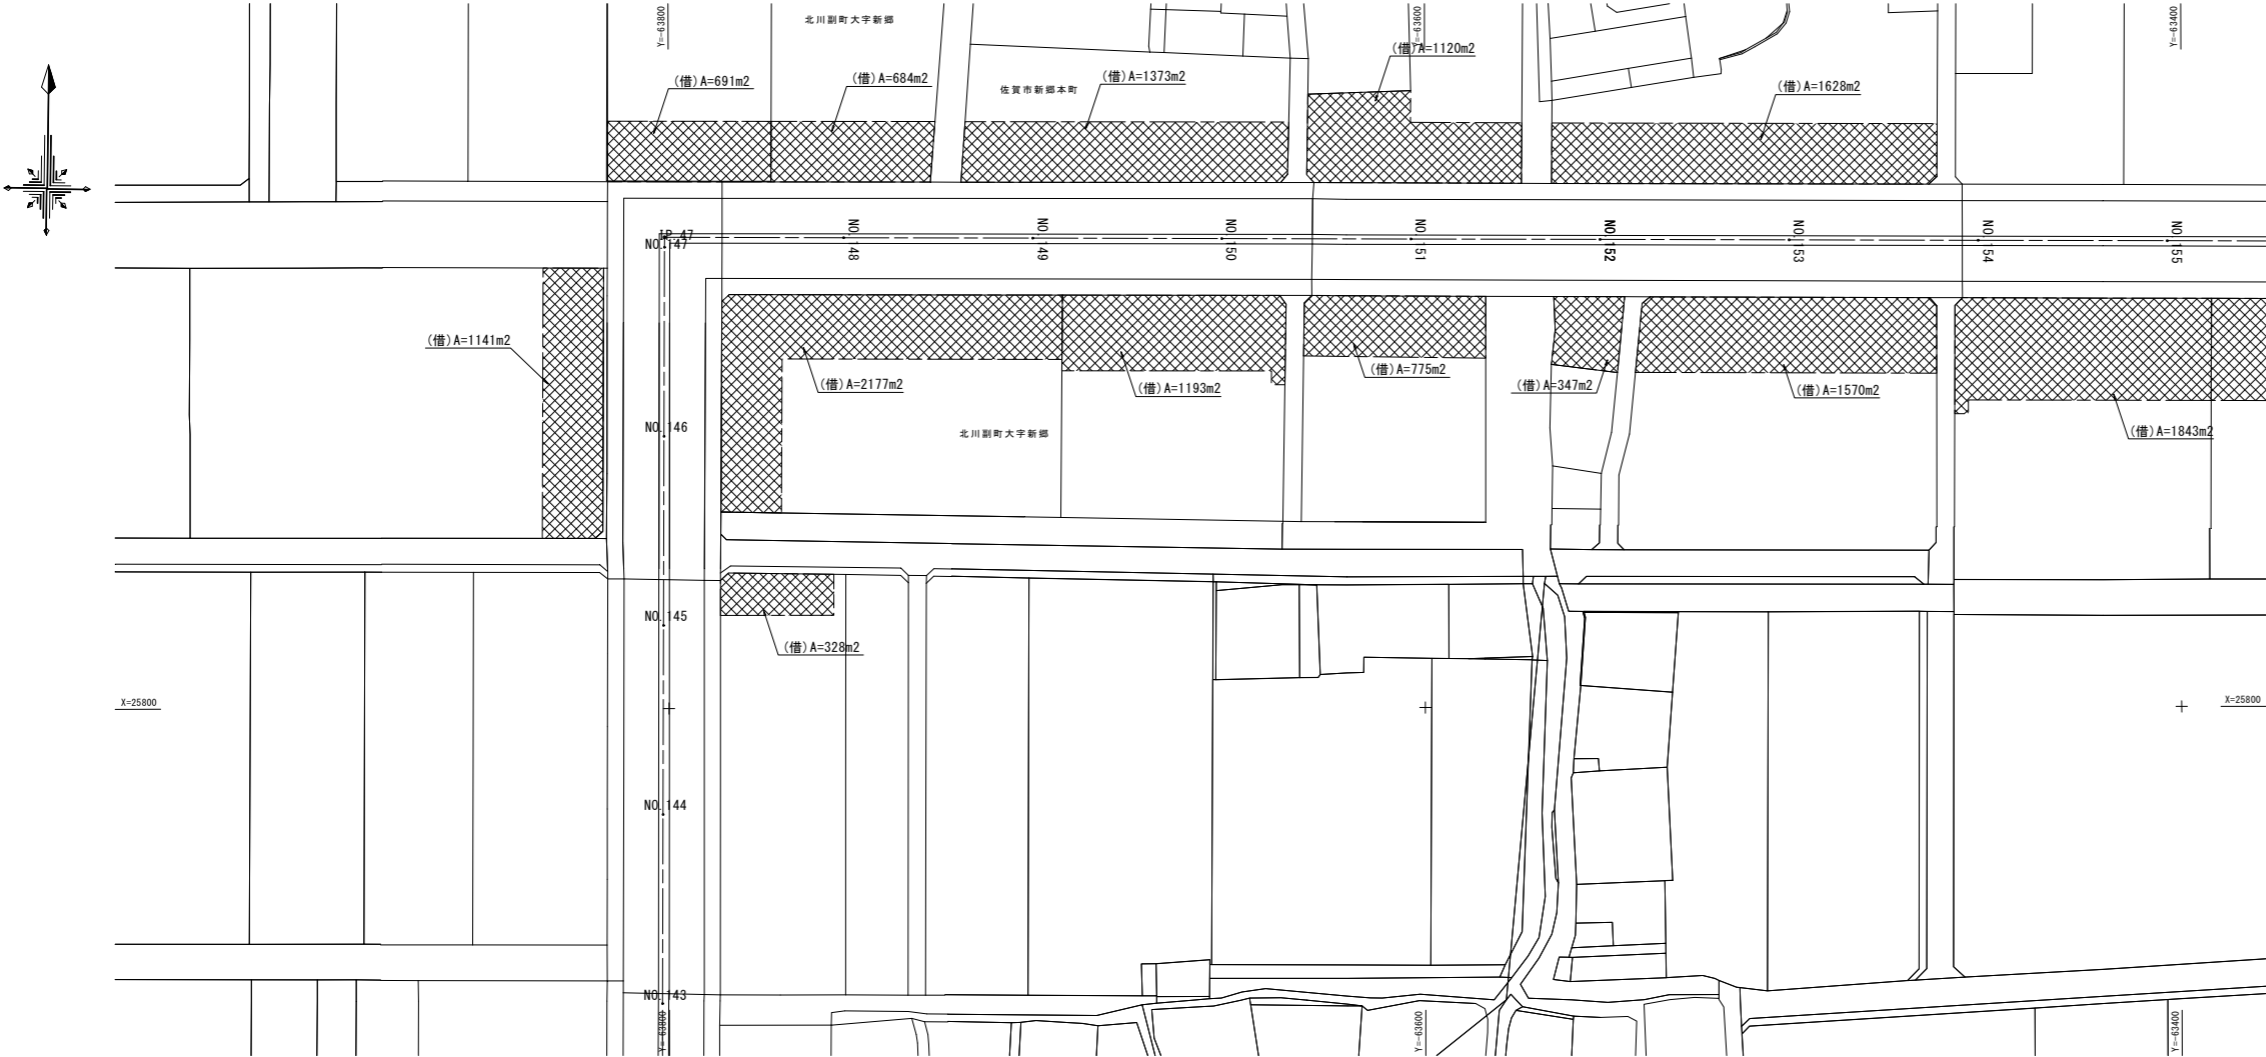 Y=-63800
北川副町大字新郷
Y=-63600
Y=-63400
(借)A=1120m2
(借)A=691m2
(借)A=684m2
(借)A=1373m2
佐賀市新郷本町
(借)A=1628m2
IP.47
NO.147
NO.148
NO.149
NO.150
NO.151
NO.152
NO.153
NO.154
NO.155
(借)A=1141m2
(借)A=2177m2
(借)A=1193m2
(借)A=775m2
(借)A=347m2
(借)A=1570m2
(借)A=1843m2
NO.146
北川副町大字新郷
NO.145
(借)A=328m2
X=25800
X=25800
NO.144
NO.143
Y=-63800
Y=-63600
Y=-63400